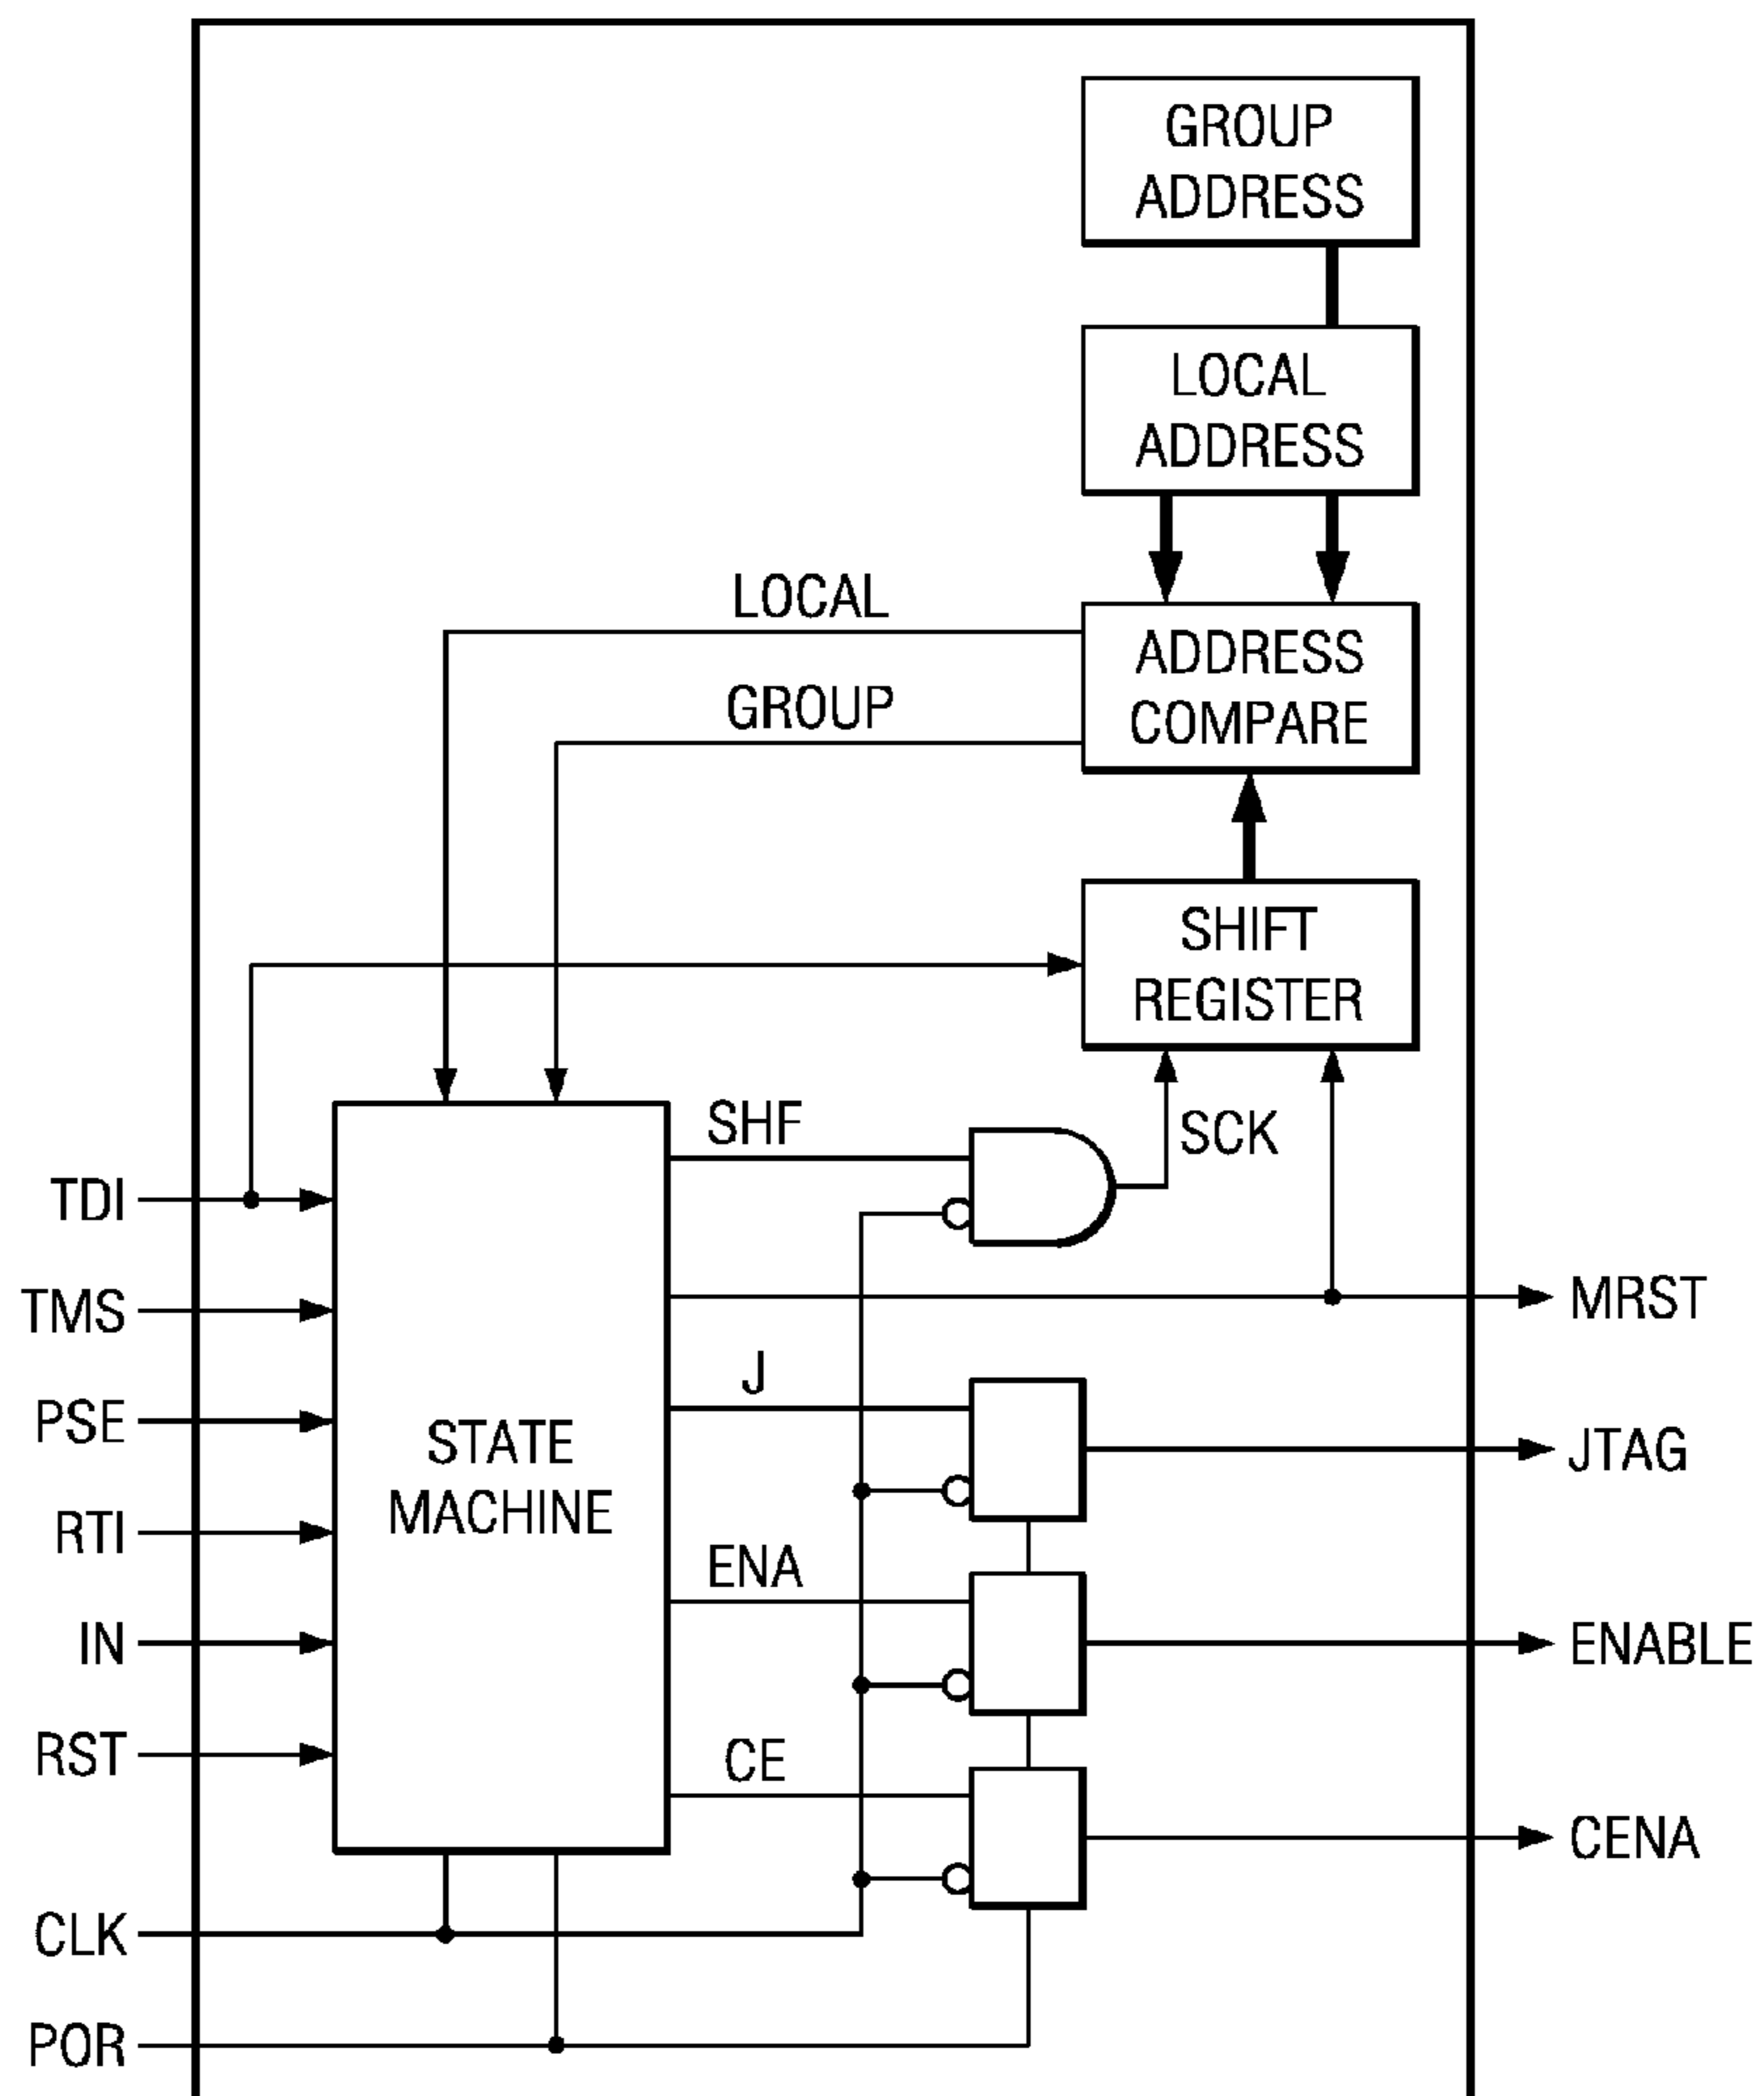 GROUP
ADDRESS
LOCAL
ADDRESS
LOCAL
ADDRESS
COMPARE
GROUP
SHIFT
REGISTER
SHF
SCK
TDI
TMS
MRST
J
PSE
STATE
MACHINE
JTAG
RTI
ENA
IN
ENABLE
RST
CE
CENA
CLK
POR